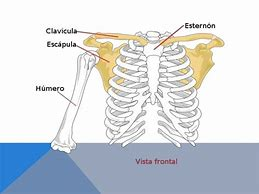 Esternón
Clavícula
Escápula
Húmero
Vista frontal